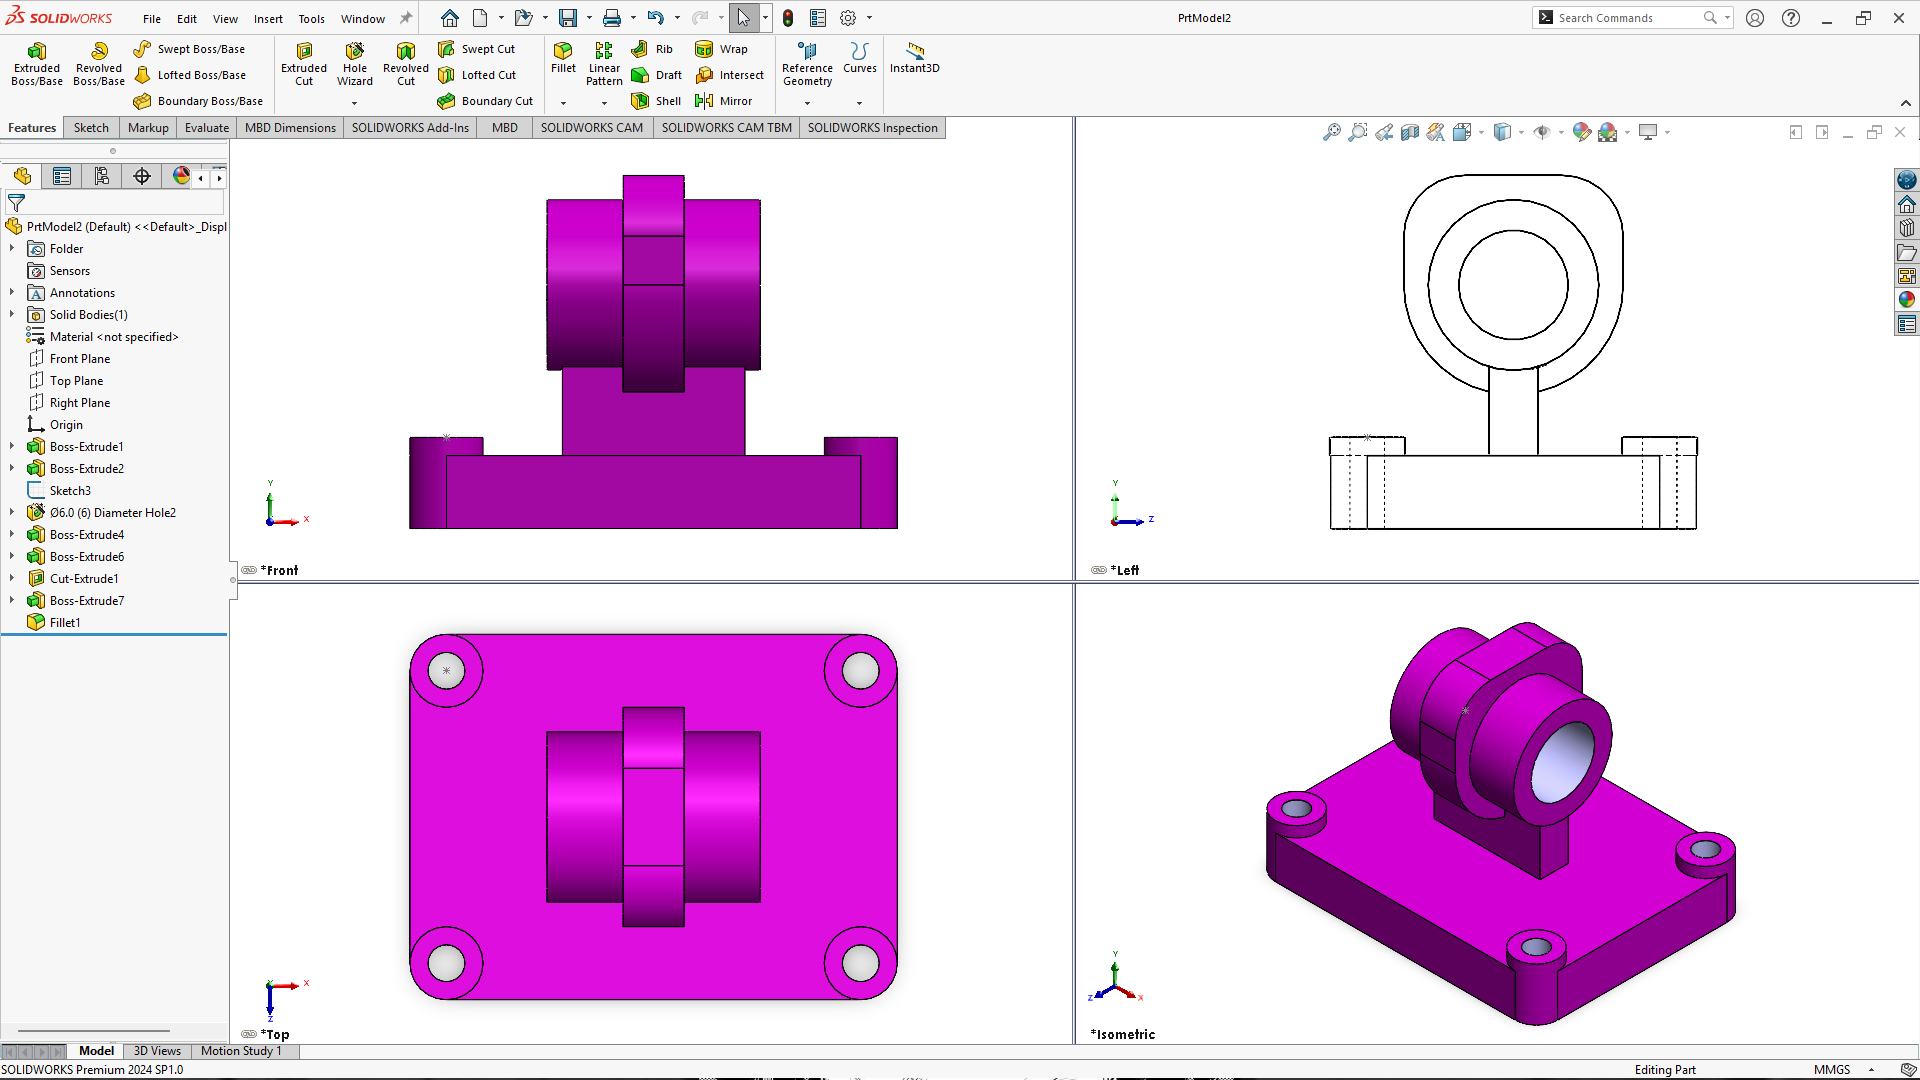 SOLIDWORKS
File Edit View Insert Tools Window
PrtModel2
Search Commands
Extruded Boss/Base
Revolved Boss/Base
Swept Boss/Base
Lofted Boss/Base
Boundary Boss/Base
Extruded Cut
Hole Wizard
Revolved Cut
Swept Cut
Lofted Cut
Boundary Cut
Fillet
Linear Pattern
Rib
Draft
Shell
Wrap
Intersect
Mirror
Reference Geometry
Curves
Instant3D
Features Sketch Markup Evaluate MBD Dimensions SOLIDWORKS Add-Ins MBD SOLIDWORKS CAM SOLIDWORKS CAM TBM SOLIDWORKS Inspection
PrtModel2 (Default) <<Default>_Displ
Folder
Sensors
Annotations
Solid Bodies(1)
Material <not specified>
Front Plane
Top Plane
Right Plane
Origin
Boss-Extrude1
Boss-Extrude2
Sketch3
Ø6.0 (6) Diameter Hole2
Boss-Extrude4
Boss-Extrude6
Cut-Extrude1
Boss-Extrude7
Fillet1
Y
X
*Front
Y
Z
*Left
X
Z
*Top
Y
Z
X
*Isometric
Model 3D Views Motion Study 1
SOLIDWORKS Premium 2024 SP1.0
Editing Part
MMGS